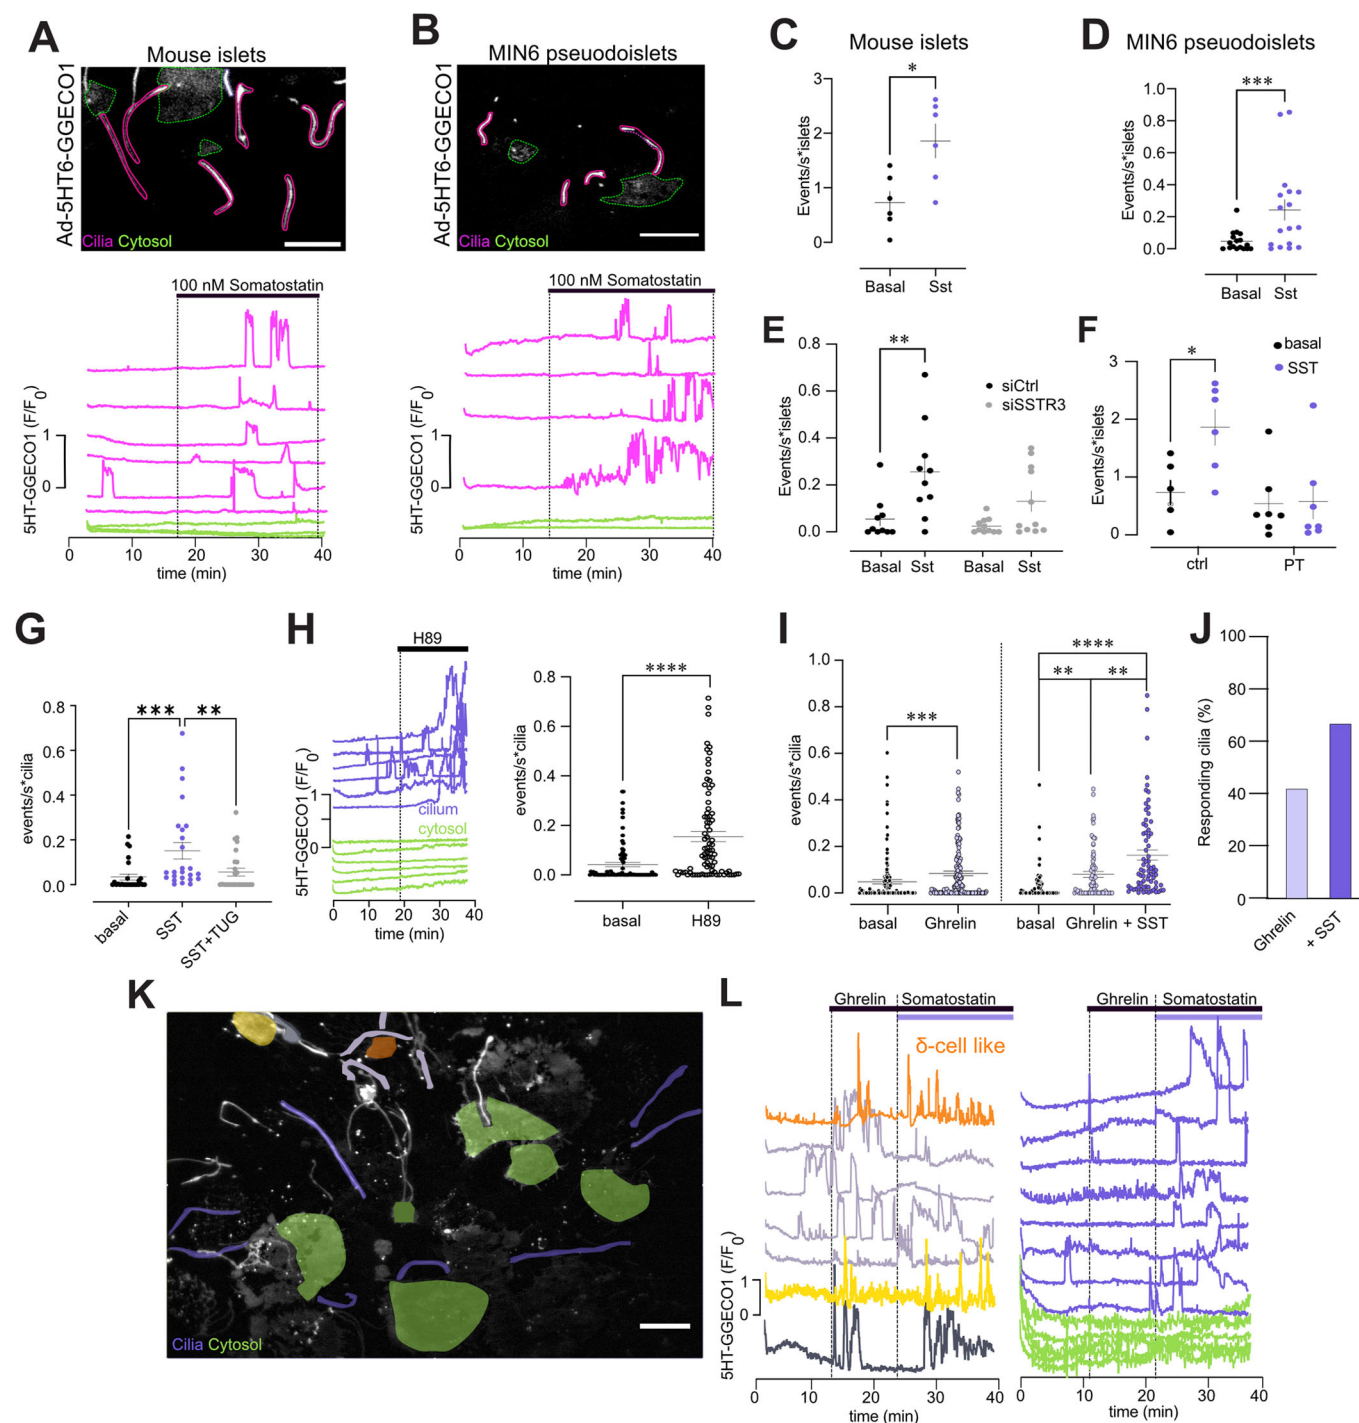 A
Mouse islets
Ad-5HT6-GGECO1
Cilia Cytosol
100 nM Somatostatin
5HT-GGECO1 (F/F0)
1
0
0 10 20 30 40
time (min)
B
MIN6 pseudoislets
Ad-5HT6-GGECO1
Cilia Cytosol
100 nM Somatostatin
5HT-GGECO1 (F/F0)
1
0
0 10 20 30 40
time (min)
C
Mouse islets
*
Events/s*islets
3
2
1
0
Basal Sst
D
MIN6 pseudoislets
***
Events/s*islets
1.0
0.8
0.6
0.4
0.2
0.0
Basal Sst
E
**
Events/s*islets
0.8
0.6
0.4
0.2
0.0
siCtrl
siSSTR3
Basal Sst Basal Sst
F
basal
SST
*
Events/s*islets
3
2
1
0
ctrl PT
G
*** **
events/s*cilia
0.8
0.6
0.4
0.2
0.0
basal SST SST+TUG
H
H89
5HT-GGECO1 (F/F0)
1
0
cilium
cytosol
0 10 20 30 40
time (min)
****
events/s*cilia
0.8
0.6
0.4
0.2
0.0
basal H89
I
events/s*cilia
1.0
0.8
0.6
0.4
0.2
0.0
***
basal Ghrelin
****
** **
basal Ghrelin + SST
J
Responding cilia (%)
100
80
60
40
20
0
Ghrelin + SST
K
Cilia Cytosol
L
Ghrelin Somatostatin
δ-cell like
5HT-GGECO1 (F/F0)
1
0
0 10 20 30 40
time (min)
Ghrelin Somatostatin
0 10 20 30 40
time (min)